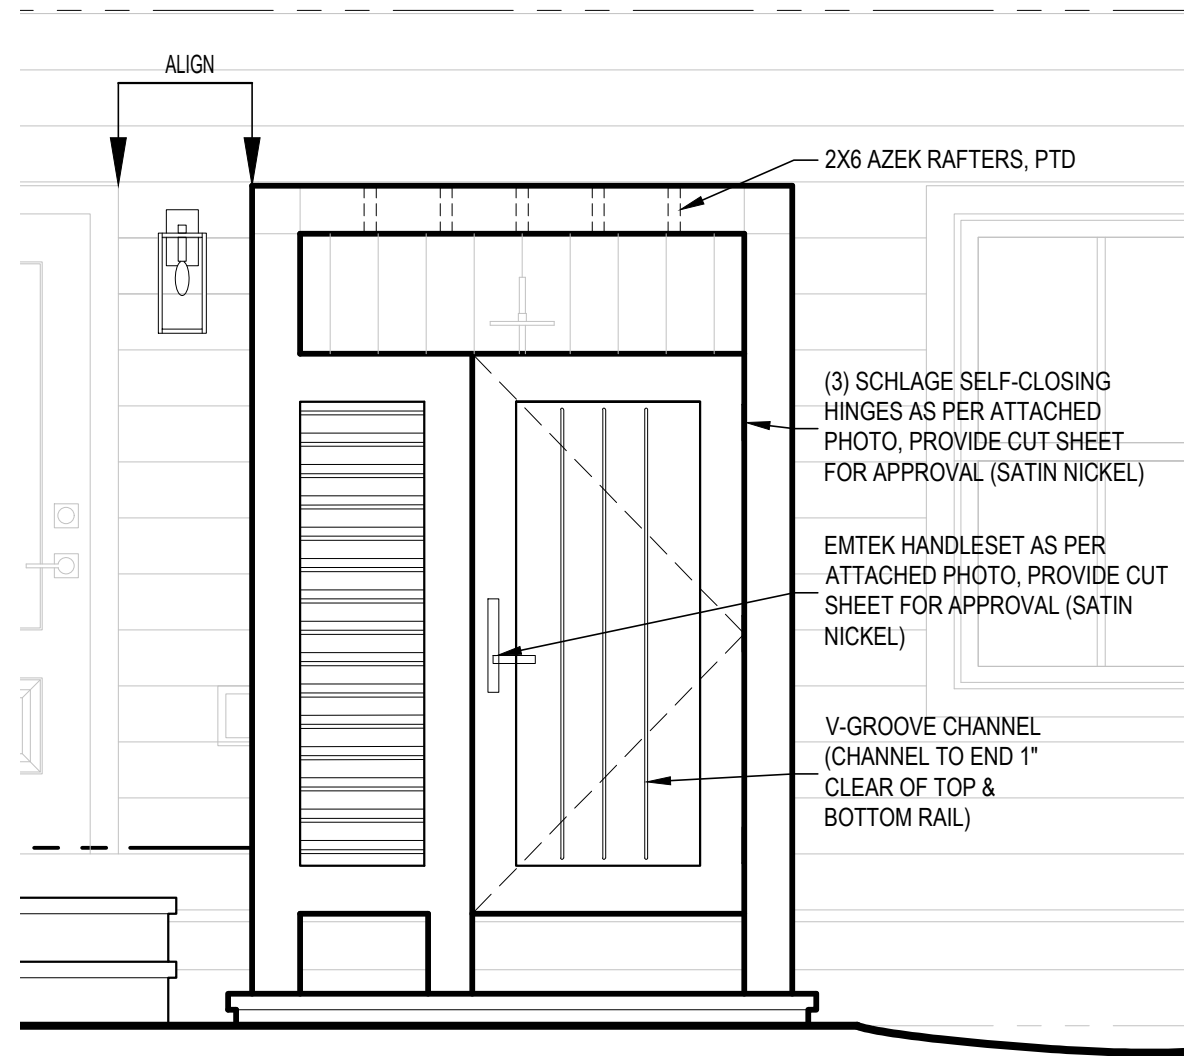 ALIGN
2X6 AZEK RAFTERS, PTD
(3) SCHLAGE SELF-CLOSING
HINGES AS PER ATTACHED
PHOTO, PROVIDE CUT SHEET
FOR APPROVAL (SATIN NICKEL)
EMTEK HANDLESET AS PER
ATTACHED PHOTO, PROVIDE CUT
SHEET FOR APPROVAL (SATIN
NICKEL)
V-GROOVE CHANNEL
(CHANNEL TO END 1"
CLEAR OF TOP &
BOTTOM RAIL)